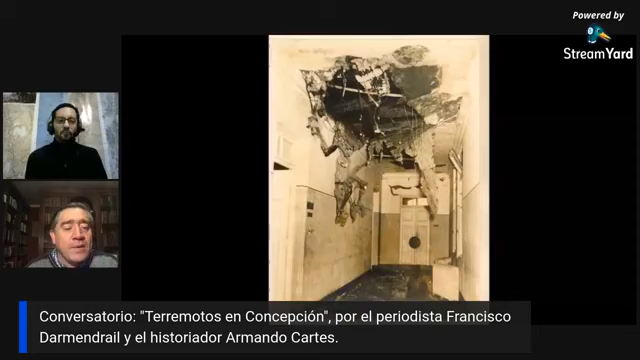 Powered by
StreamYard
Conversatorio: "Terremotos en Concepción", por el periodista Francisco
Darmendrail y el historiador Armando Cartes.